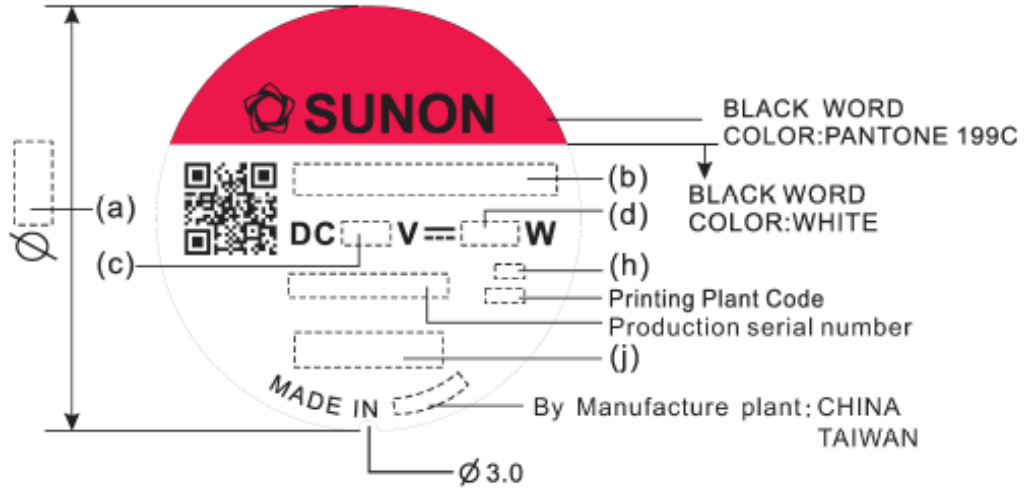 SUNON
BLACK WORD
COLOR:PANTONE 199C
BLACK WORD
COLOR:WHITE
(a)
(b)
(d)
DC V W
(c)
(h)
Printing Plant Code
Production serial number
(j)
MADE IN
By Manufacture plant: CHINA
TAIWAN
Ø
Ø3.0